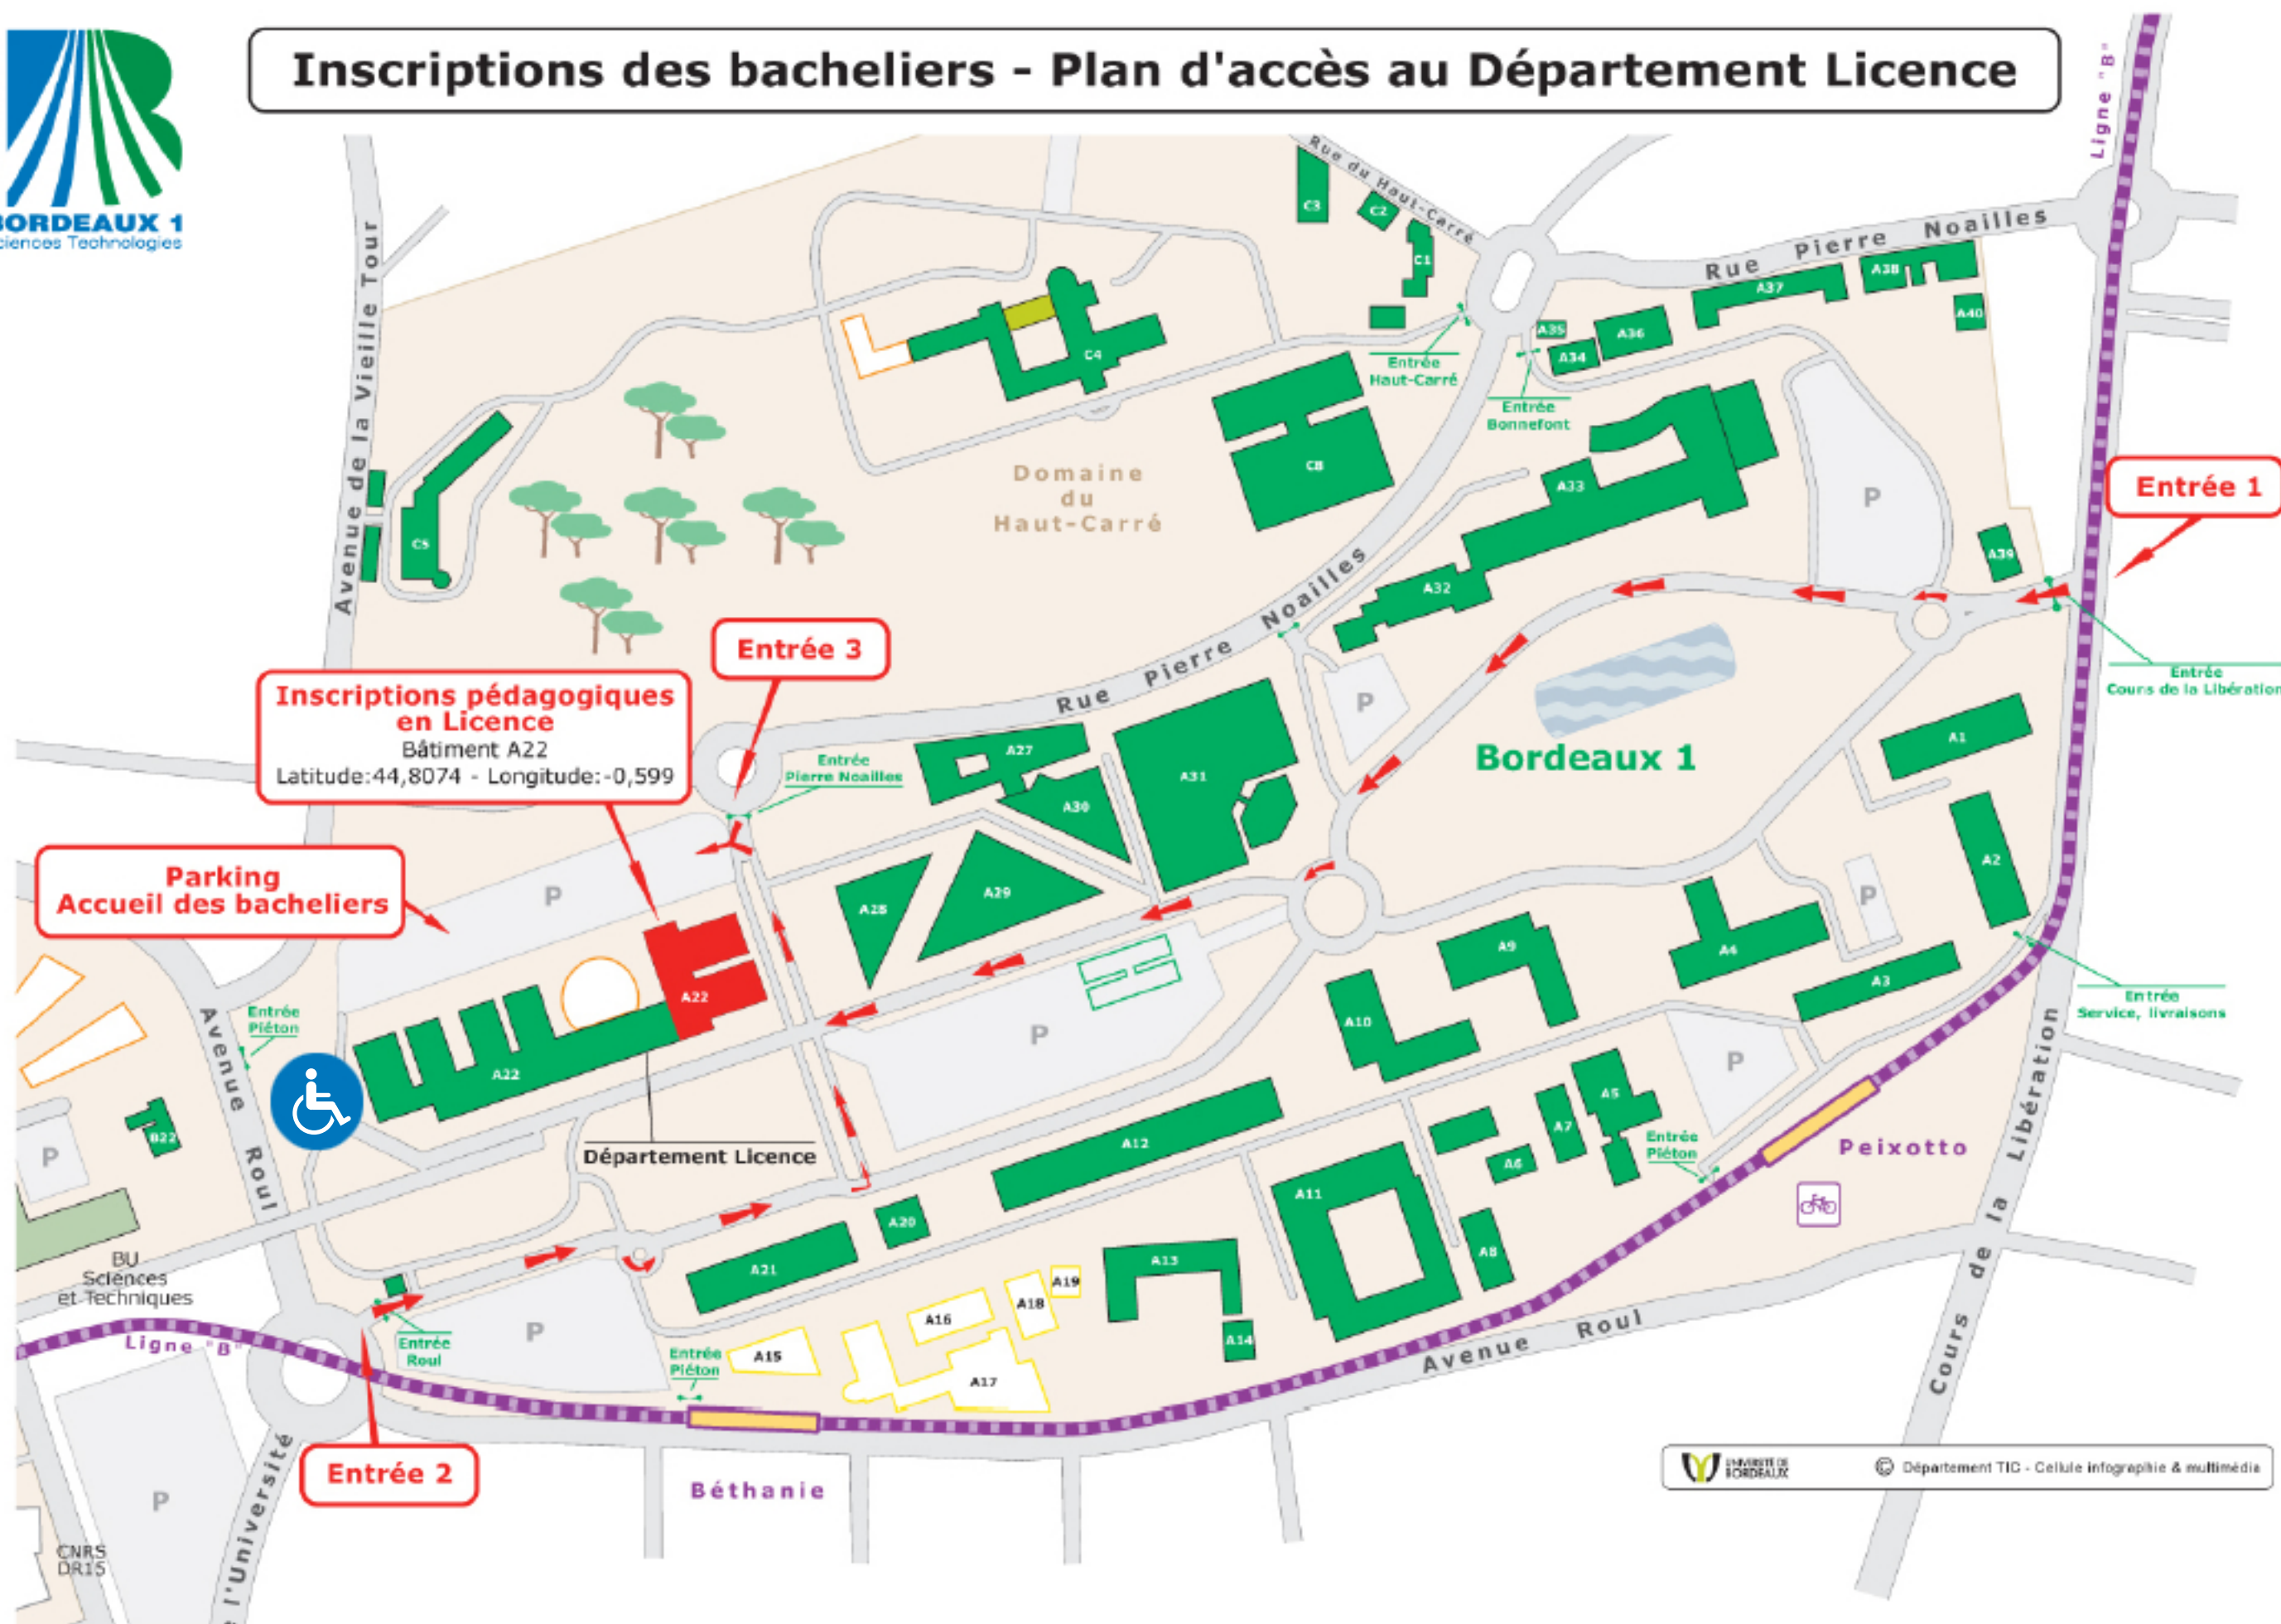 Inscriptions des bacheliers - Plan d'accès au Département Licence
BORDEAUX 1
Sciences Technologies
Ligne "B"
Rue du Haut-Carré
Rue Pierre Noailles
Avenue de la Vieille Tour
C3
C2
C1
C4
A38
A37
A40
A35
A36
A34
Entrée
Haut-Carré
Entrée
Bonnefont
Domaine
du
Haut-Carré
C8
A33
P
Entrée 1
C5
A39
A32
Entrée 3
Rue Pierre Noailles
Entrée
Cours de la Libération
Inscriptions pédagogiques
en Licence
Bâtiment A22
Latitude:44,8074 - Longitude:-0,599
P
Bordeaux 1
A1
Entrée
Pierre Noailles
A27
A31
A30
A2
Parking
Accueil des bacheliers
P
A28
A29
P
A9
A4
A3
A22
Entrée
Service, livraisons
Entrée
Piéton
Avenue Roul
A10
P
P
A22
A5
A7
A12
Département Licence
B22
P
Entrée
Piéton
Peixotto
A6
A11
A20
A8
A13
A21
BU
Sciences
et Techniques
A19
A18
A16
A14
P
Entrée
Roul
Ligne "B"
Entrée
Piéton
A15
A17
Avenue Roul
Cours de la Libération
Entrée 2
Béthanie
P
l'Université
CNRS
DR15
UNIVERSITÉ DE
BORDEAUX
© Département TIC - Cellule infographie & multimédia